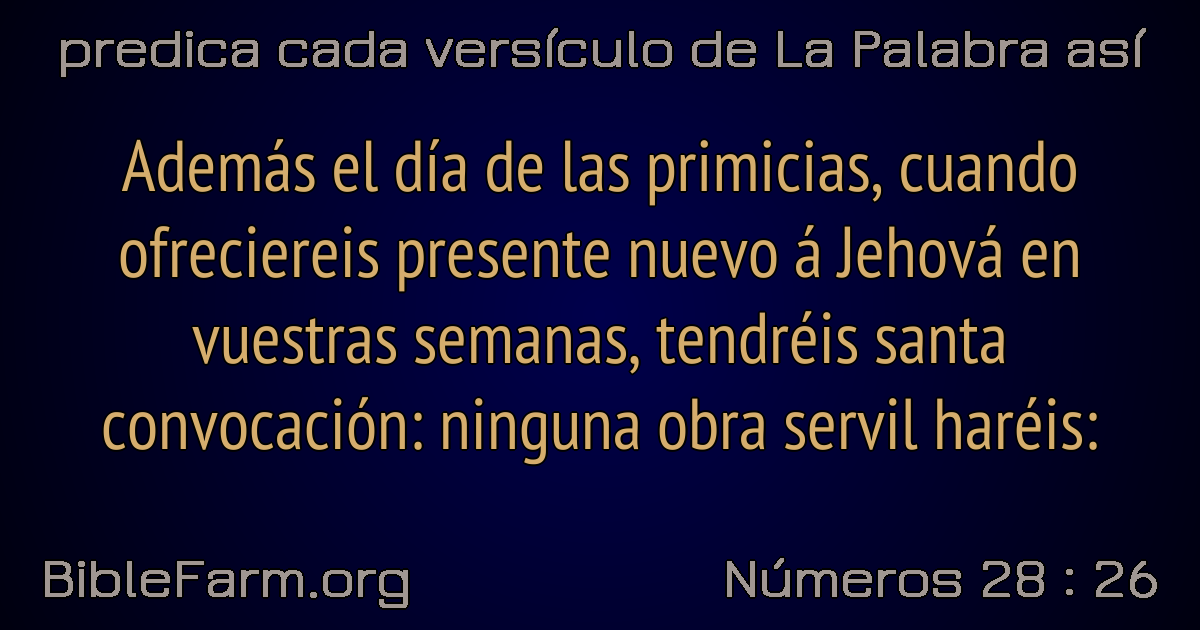 predica cada versículo de La Palabra así
Además el día de las primicias, cuando
ofreciereis presente nuevo á Jehová en
vuestras semanas, tendréis santa
convocación: ninguna obra servil haréis:
BibleFarm.org
Números 28 : 26